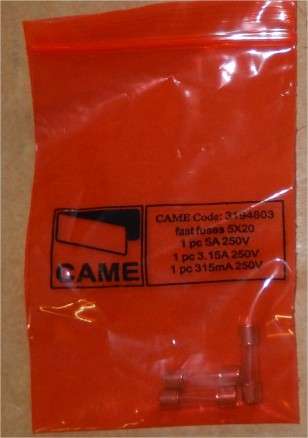 CAME
CAME Code: 3194803
fast fuses 5X20
1 pc 5A 250V
1 pc 3.15A 250V
1 pc 315mA 250V